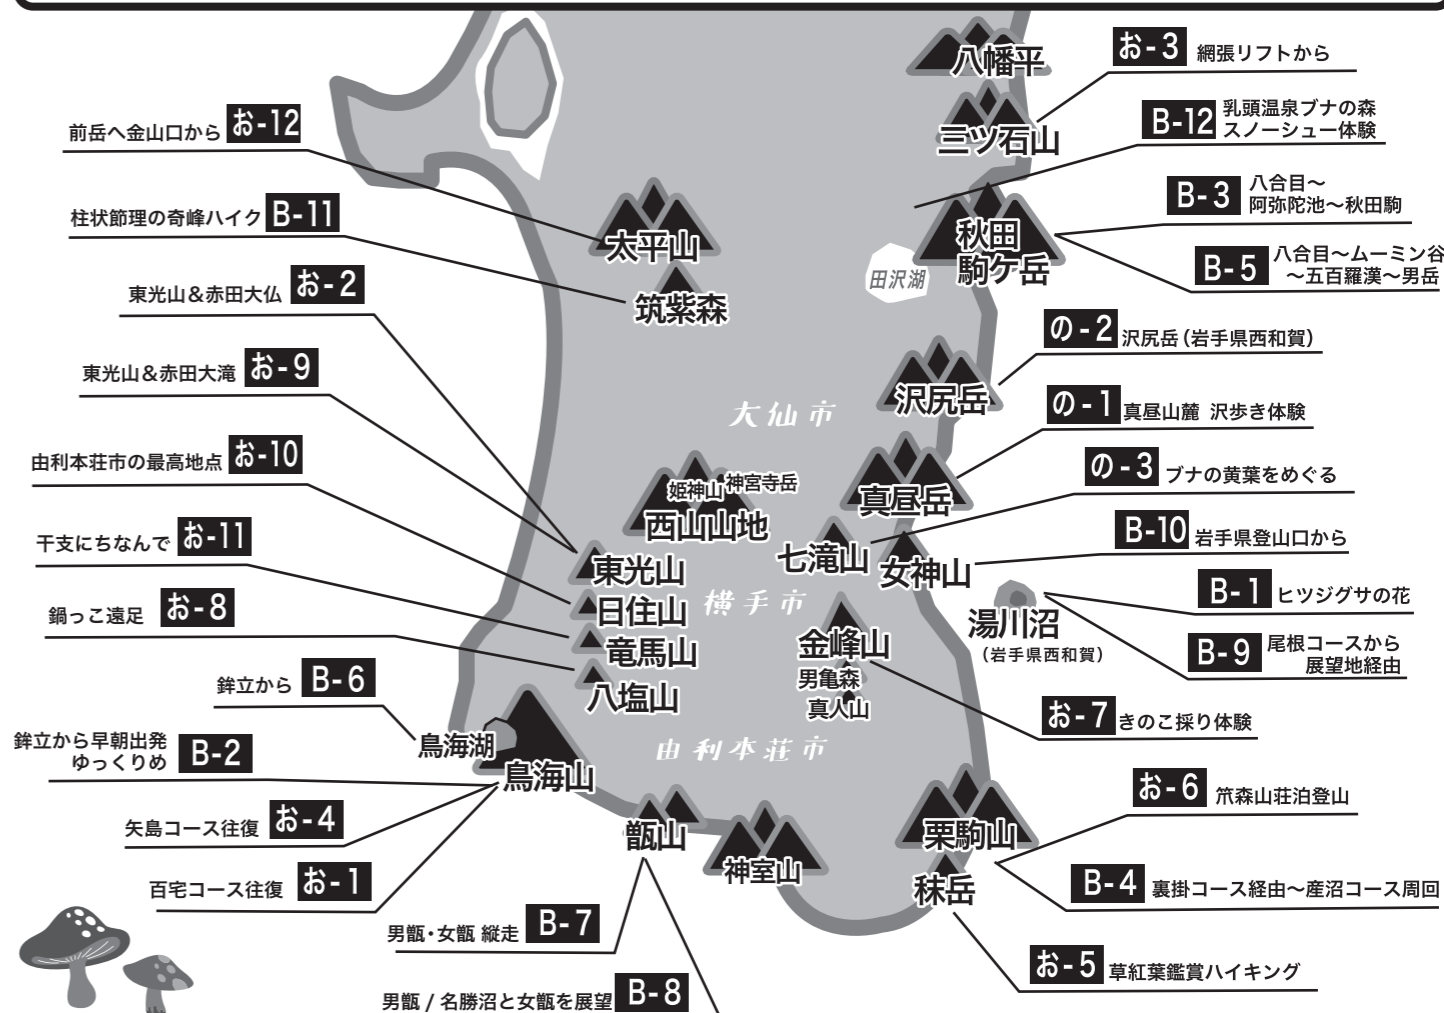 八幡平
お-3 網張リフトから
三ツ石山
B-12 乳頭温泉ブナの森
スノーシュー体験
前岳へ金山口から お-12
B-3 八合目〜
阿弥陀池〜秋田駒
柱状節理の奇峰ハイク B-11
太平山
秋田
駒ケ岳
B-5 八合目〜ムーミン谷
〜五百羅漢〜男岳
田沢湖
東光山&赤田大仏 お-2
筑紫森
の-2 沢尻岳(岩手県西和賀)
東光山&赤田大滝 お-9
沢尻岳
大仙市
の-1 真昼山麓 沢歩き体験
由利本荘市の最高地点 お-10
の-3 ブナの黄葉をめぐる
姫神山
神宮寺岳
西山山地
真昼岳
干支にちなんで お-11
B-10 岩手県登山口から
七滝山
女神山
東光山
B-1 ヒツジグサの花
鍋っこ遠足 お-8
日住山
横手市
湯川沼
(岩手県西和賀)
竜馬山
金峰山
B-9 尾根コースから
展望地経由
男亀森
真人山
鉾立から B-6
八塩山
お-7 きのこ採り体験
鳥海湖
由利本荘市
鉾立から早朝出発
ゆっくりめ B-2
鳥海山
お-6 笊森山荘泊登山
矢島コース往復 お-4
甑山
栗駒山
神室山
百宅コース往復 お-1
秣岳
B-4 裏掛コース経由〜産沼コース周回
男甑・女甑 縦走 B-7
お-5 草紅葉鑑賞ハイキング
男甑 / 名勝沼と女甑を展望 B-8